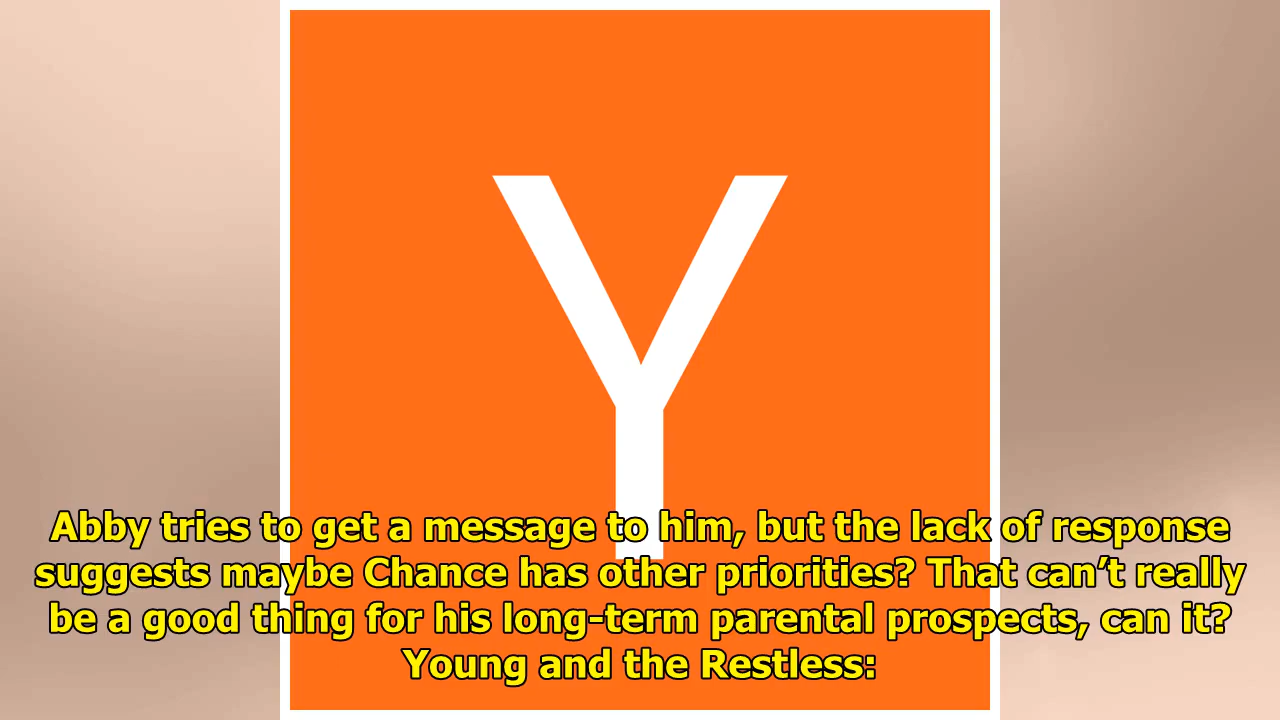 Y
Abby tries to get a message to him, but the lack of response
suggests maybe Chance has other priorities? That can’t really
be a good thing for his long-term parental prospects, can it?
Young and the Restless: